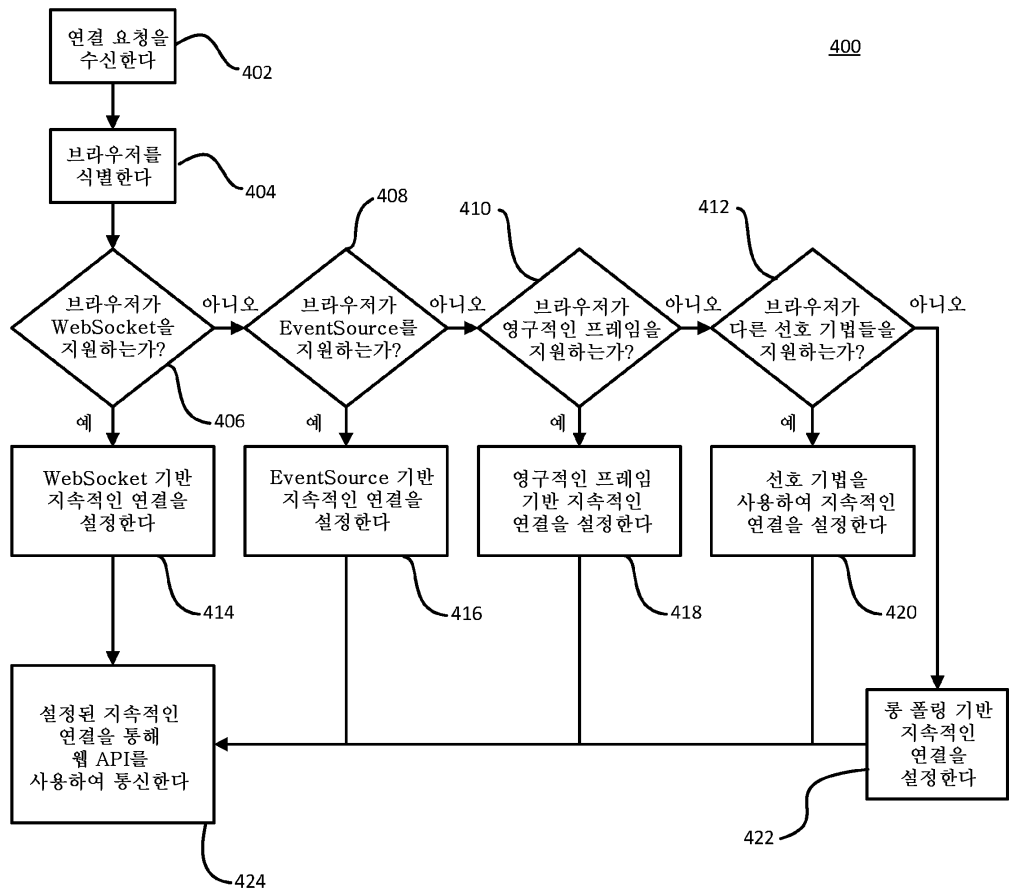 연결 요청을
수신한다
402
400
브라우저를
식별한다
404
408
410
412
브라우저가
WebSocket을
지원하는가?
아니오
브라우저가
EventSource를
지원하는가?
아니오
브라우저가
영구적인 프레임을
지원하는가?
아니오
브라우저가
다른 선호 기법들을
지원하는가?
아니오
406
예
예
예
예
WebSocket 기반
지속적인 연결을
설정한다
EventSource 기반
지속적인 연결을
설정한다
영구적인 프레임
기반 지속적인
연결을 설정한다
선호 기법을
사용하여 지속적인
연결을 설정한다
414
416
418
420
설정된 지속적인
연결을 통해
웹 API를
사용하여 통신한다
롱 폴링 기반
지속적인
연결을
설정한다
422
424